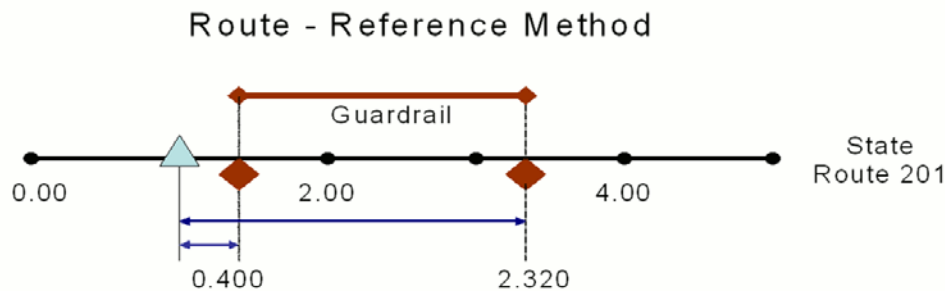 Route - Reference Method
Guardrail
State
Route 201
0.00
2.00
4.00
0.400
2.320